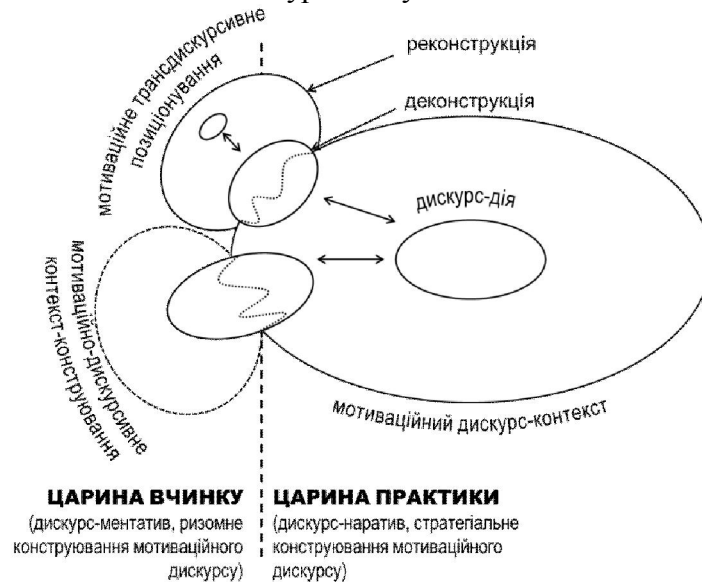 реконструкція
деконструкція
мотиваційне трансдискурсивне
позиціонування
дискурс-дія
мотиваційно-дискурсивне
контекст-конструювання
мотиваційний дискурс-контекст
ЦАРИНА ВЧИНКУ
(дискурс-ментатив, ризомне
конструювання мотиваційного
дискурсу)
ЦАРИНА ПРАКТИКИ
(дискурс-наратив, стратегіальне
конструювання мотиваційного
дискурсу)